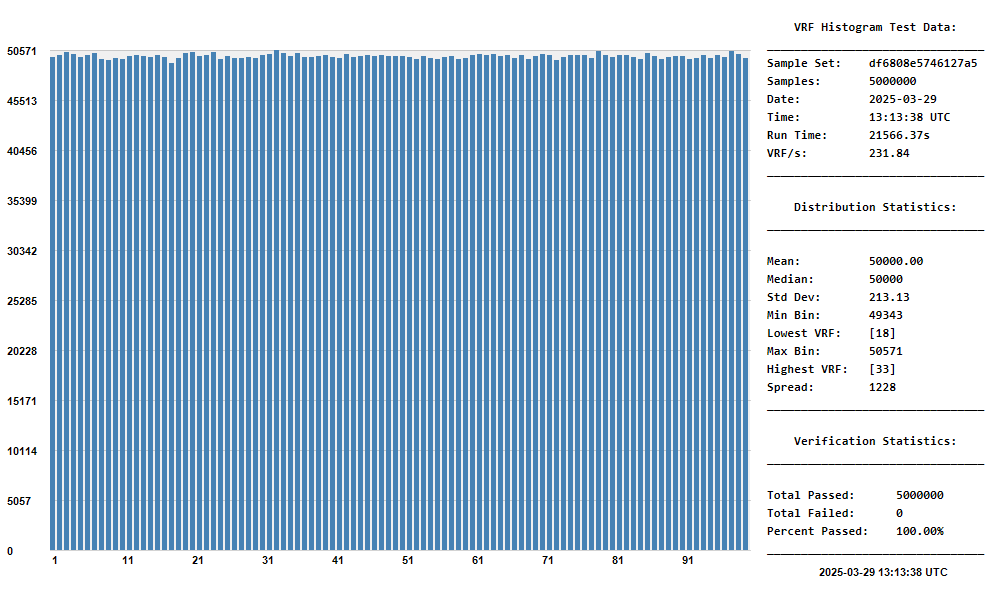 VRF Histogram Test Data:
Sample Set: df6808e5746127a5
Samples: 5000000
Date: 2025-03-29
Time: 13:13:38 UTC
Run Time: 21566.37s
VRF/s: 231.84
Distribution Statistics:
Mean: 50000.00
Median: 50000
Std Dev: 213.13
Min Bin: 49343
Lowest VRF: [18]
Max Bin: 50571
Highest VRF: [33]
Spread: 1228
Verification Statistics:
Total Passed: 5000000
Total Failed: 0
Percent Passed: 100.00%
2025-03-29 13:13:38 UTC
50571
45513
40456
35399
30342
25285
20228
15171
10114
5057
0
1 11 21 31 41 51 61 71 81 91